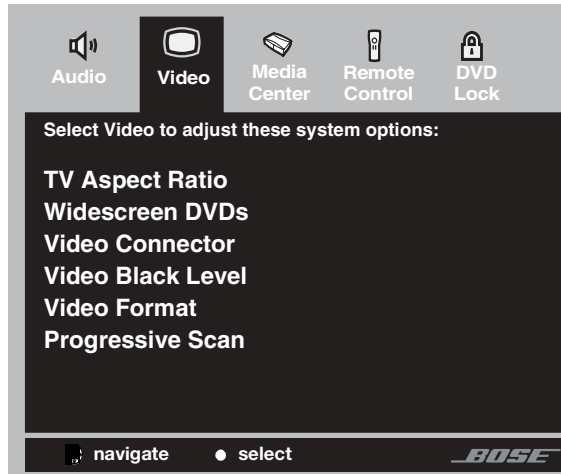 Audio
Video
Media
Center
Remote
Control
DVD
Lock
Select Video to adjust these system options:
TV Aspect Ratio
Widescreen DVDs
Video Connector
Video Black Level
Video Format
Progressive Scan
navigate
select
BOSE